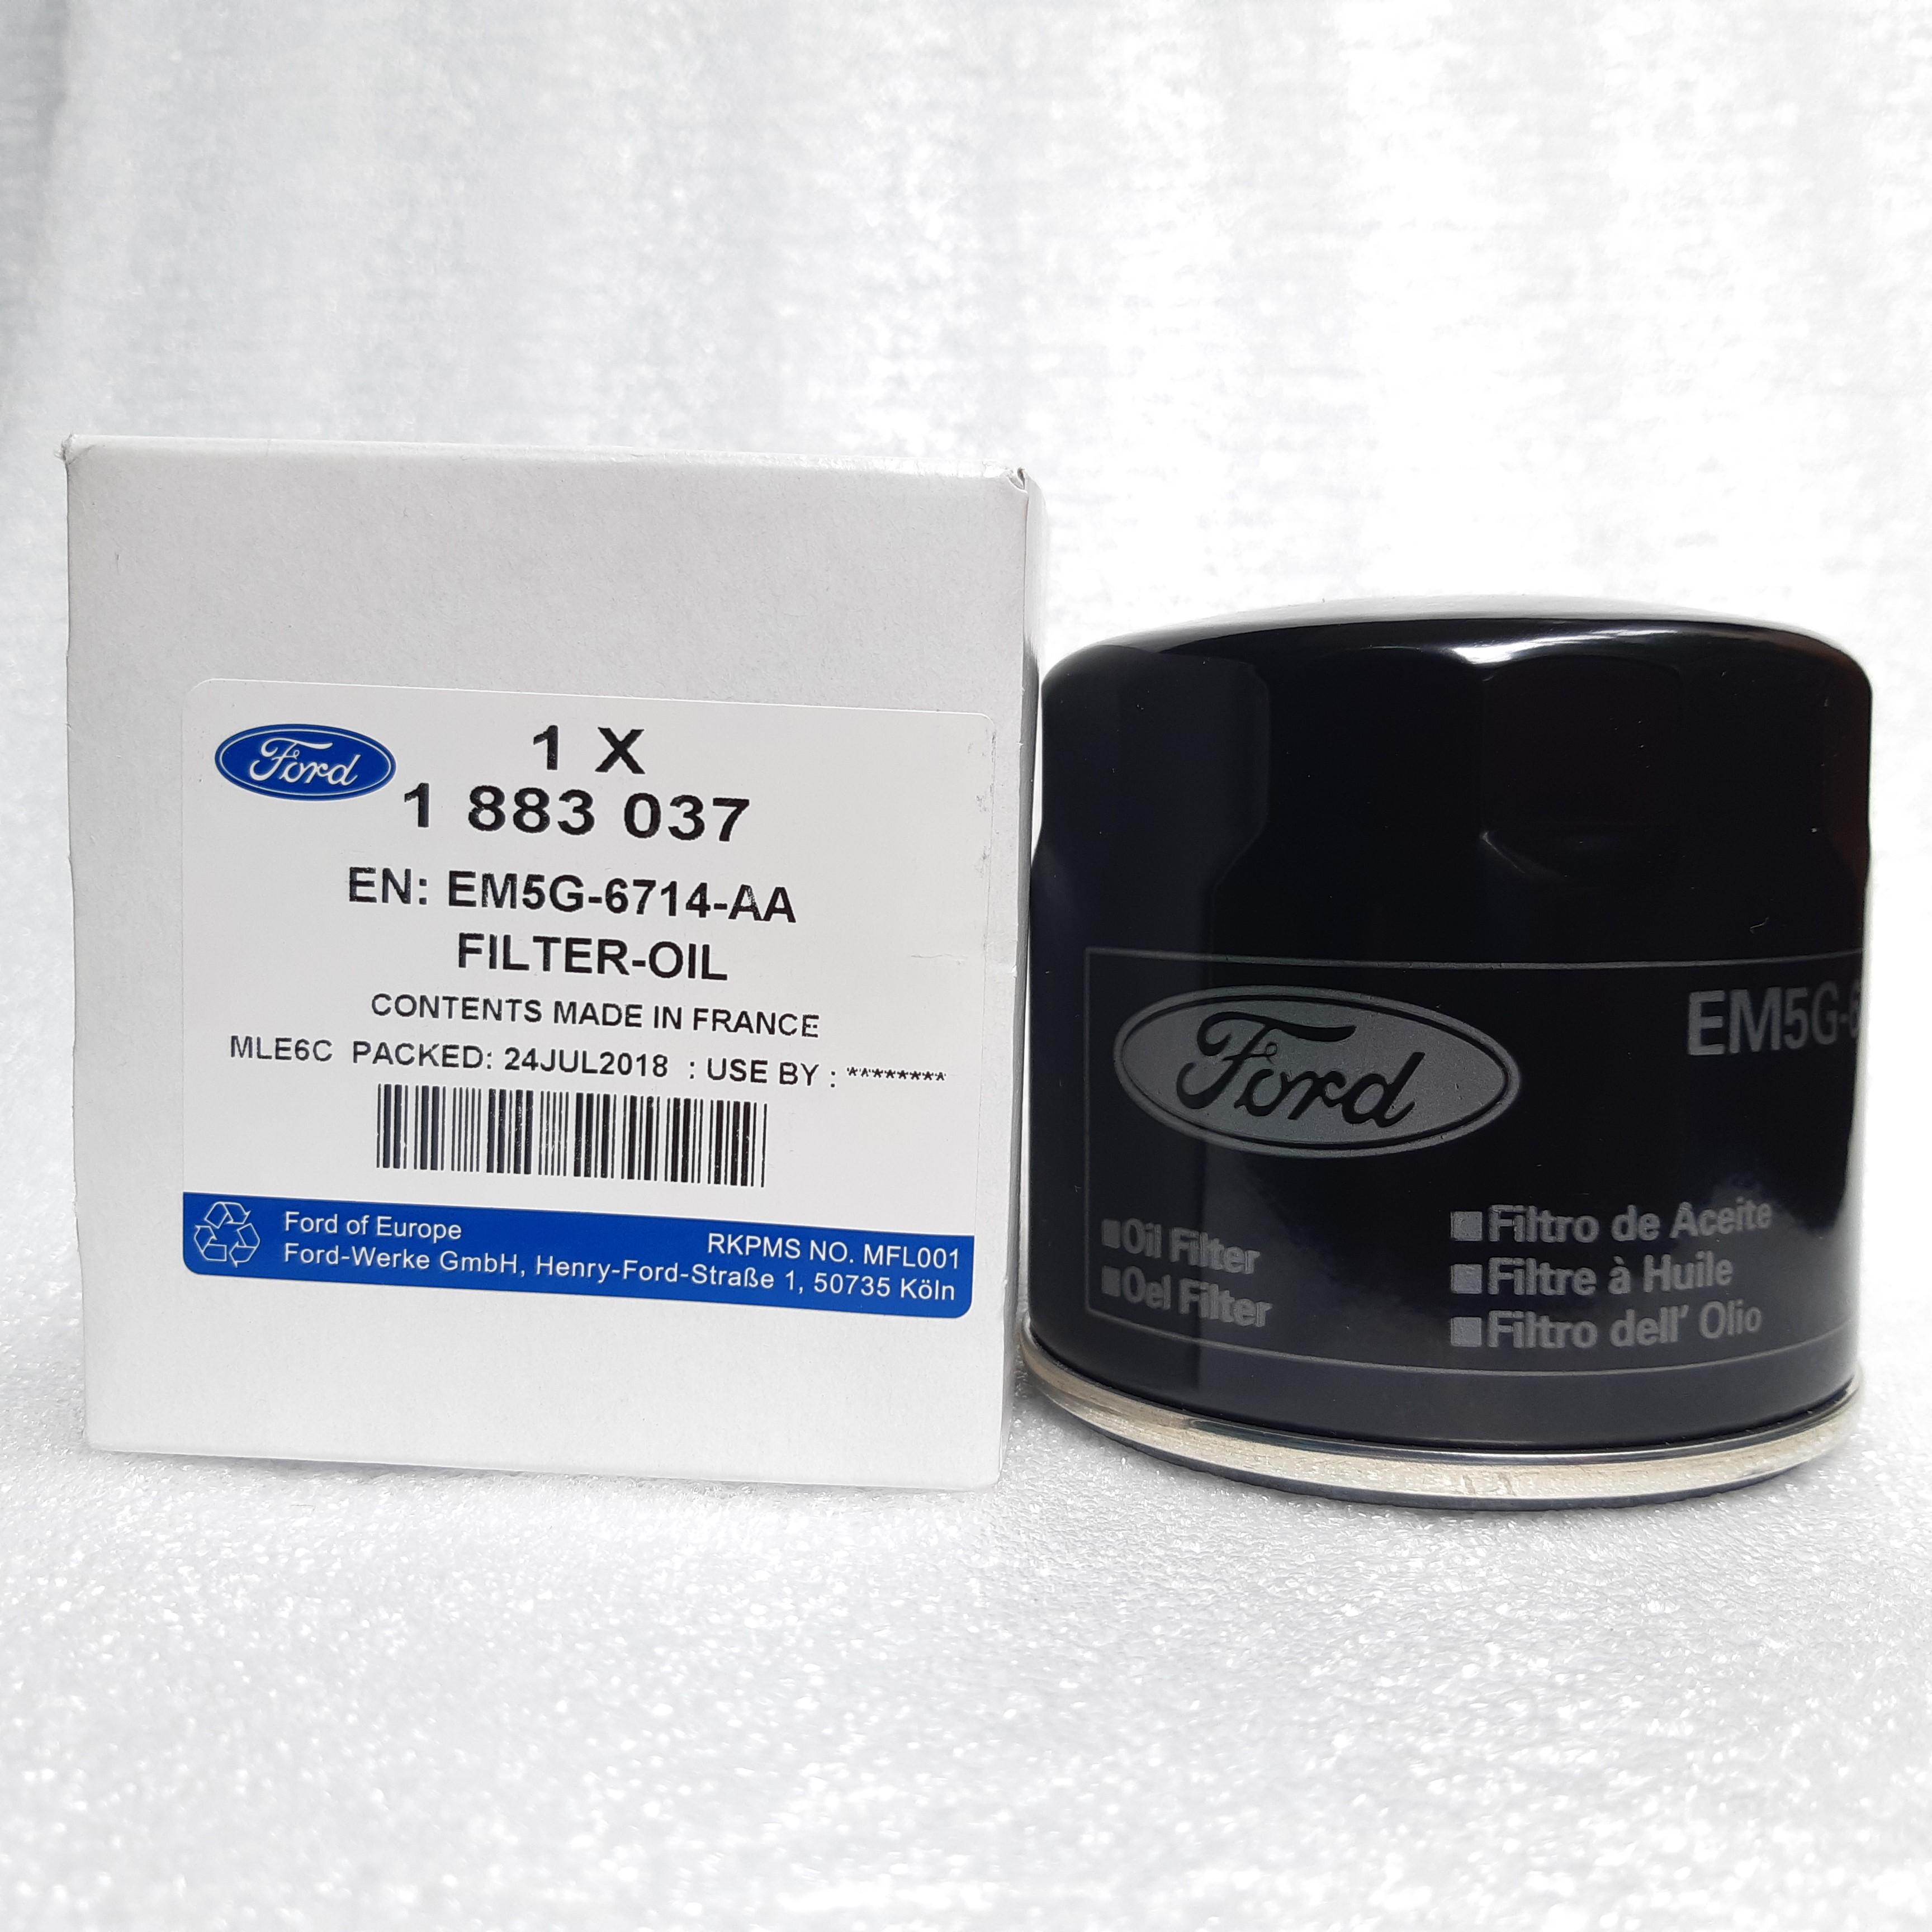 Ford
1 X
1 883 037
EN: EM5G-6714-AA
FILTER-OIL
CONTENTS MADE IN FRANCE
MLE6C PACKED: 24JUL2018 : USE BY : ********
Ford of Europe
RKPMS NO. MFL001
Ford-Werke GmbH, Henry-Ford-Straße 1, 50735 Köln
Ford
EM5G-6
Oil Filter
Oel Filter
Filtro de Aceite
Filtre à Huile
Filtro dell' Olio